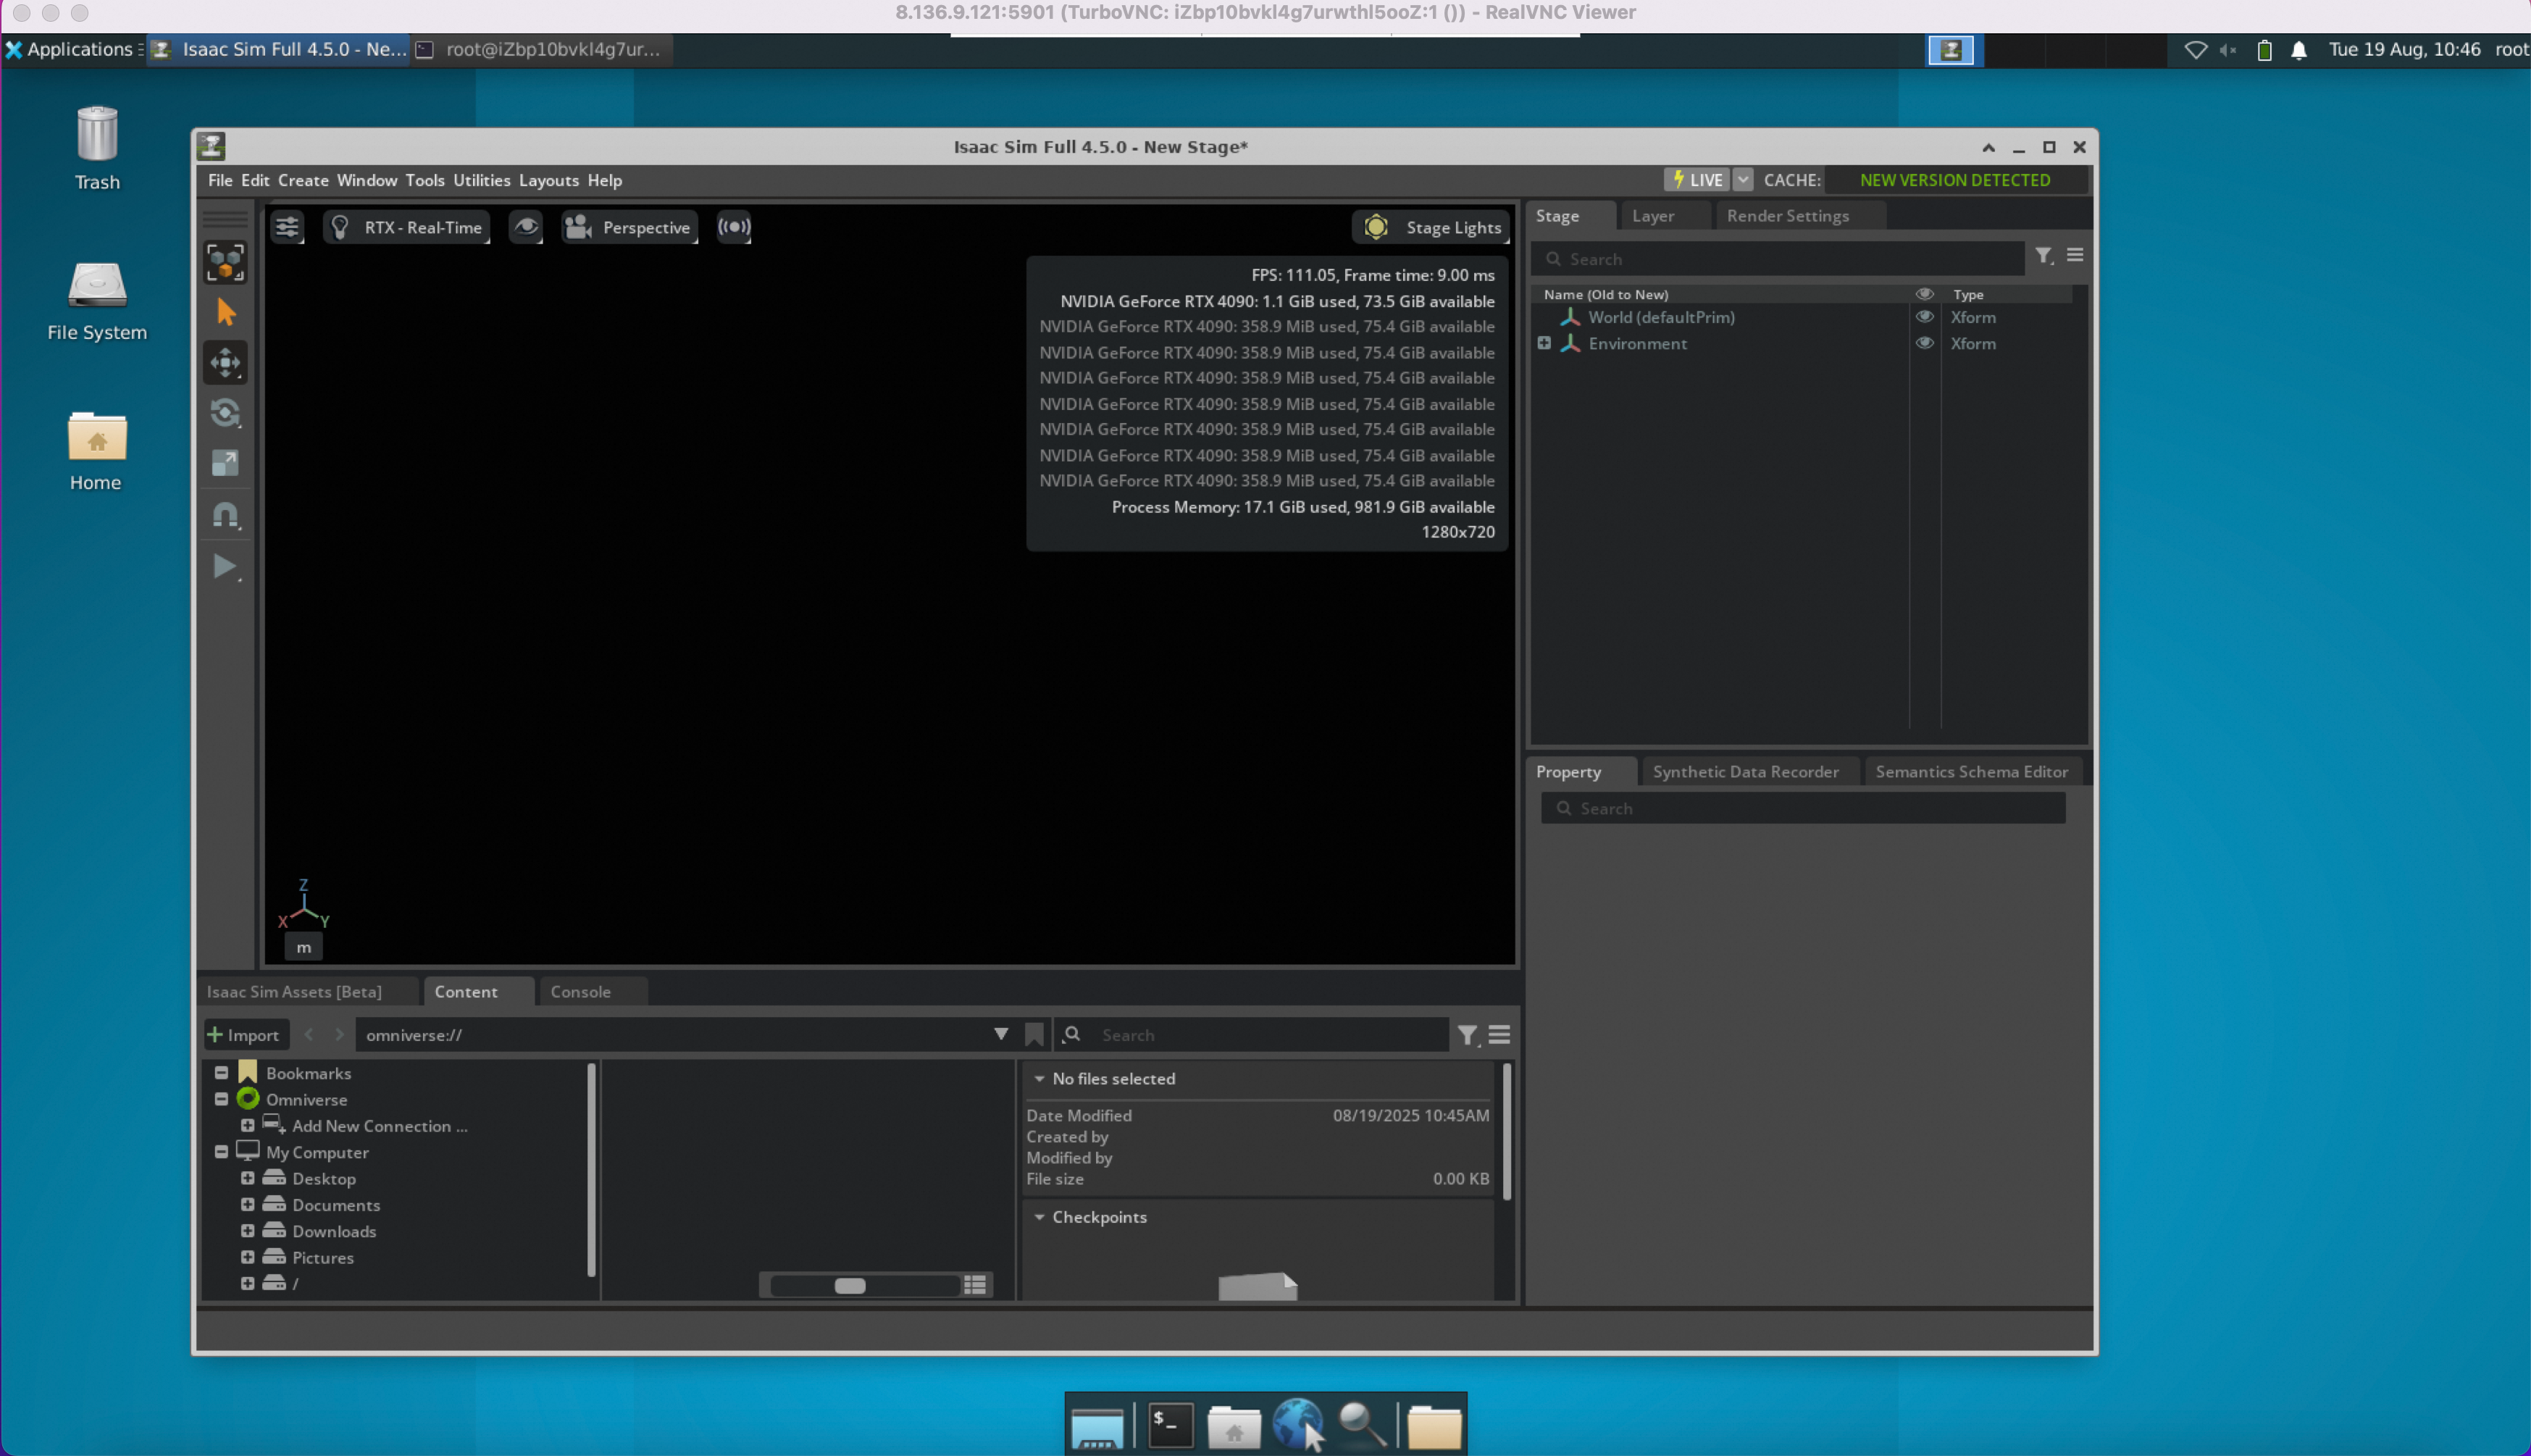 8.136.9.121:5901 (TurboVNC: iZbp10bvkl4g7urwthl5ooZ:1 ()) - RealVNC Viewer
Applications Isaac Sim Full 4.5.0 - Ne... root@iZbp10bvkl4g7ur... Tue 19 Aug, 10:46 root
Trash
File System
Home
Isaac Sim Full 4.5.0 - New Stage*
File Edit Create Window Tools Utilities Layouts Help LIVE CACHE: NEW VERSION DETECTED
RTX - Real-Time Perspective Stage Lights
FPS: 111.05, Frame time: 9.00 ms
NVIDIA GeForce RTX 4090: 1.1 GiB used, 73.5 GiB available
NVIDIA GeForce RTX 4090: 358.9 MiB used, 75.4 GiB available
NVIDIA GeForce RTX 4090: 358.9 MiB used, 75.4 GiB available
NVIDIA GeForce RTX 4090: 358.9 MiB used, 75.4 GiB available
NVIDIA GeForce RTX 4090: 358.9 MiB used, 75.4 GiB available
NVIDIA GeForce RTX 4090: 358.9 MiB used, 75.4 GiB available
NVIDIA GeForce RTX 4090: 358.9 MiB used, 75.4 GiB available
NVIDIA GeForce RTX 4090: 358.9 MiB used, 75.4 GiB available
Process Memory: 17.1 GiB used, 981.9 GiB available
1280x720
Z
X Y
m
Stage Layer Render Settings
Search
Name (Old to New) Type
World (defaultPrim) Xform
Environment Xform
Property Synthetic Data Recorder Semantics Schema Editor
Search
Isaac Sim Assets [Beta] Content Console
Import omniverse:// Search
Bookmarks
Omniverse
Add New Connection ...
My Computer
Desktop
Documents
Downloads
Pictures
/
No files selected
Date Modified 08/19/2025 10:45AM
Created by
Modified by
File size 0.00 KB
Checkpoints
$_